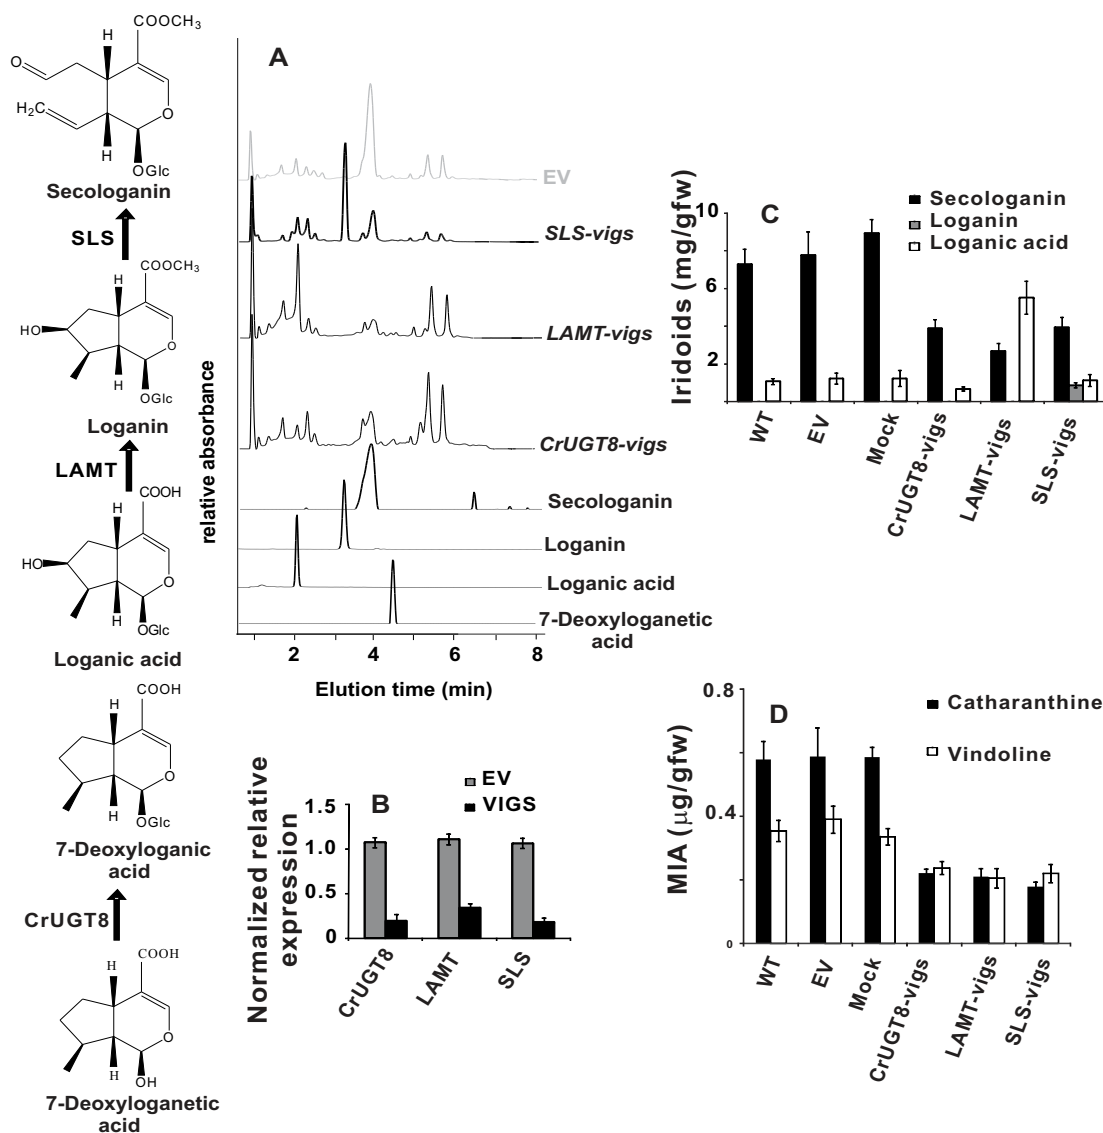 COOCH3
H
O
H2C
O
H
OGlc
Secologanin
SLS
COOCH3
H
HO
O
H
OGlc
Loganin
LAMT
COOH
H
HO
O
H
OGlc
Loganic acid
COOH
H
O
H
OGlc
7-Deoxyloganic
acid
CrUGT8
COOH
H
O
H
OH
7-Deoxyloganetic
acid
A
relative absorbance
EV
SLS-vigs
LAMT-vigs
CrUGT8-vigs
Secologanin
Loganin
Loganic acid
7-Deoxyloganetic
acid
2 4 6 8
Elution time (min)
B
EV
VIGS
Normalized relative
expression
1.5
1.0
0.5
0
CrUGT8 LAMT SLS
C
Secologanin
Loganin
Loganic acid
Iridoids (mg/gfw)
10
6
2
WT EV Mock CrUGT8-vigs LAMT-vigs SLS-vigs
D
Catharanthine
Vindoline
MIA (μg/gfw)
0.8
0.4
0
WT EV Mock CrUGT8-vigs LAMT-vigs SLS-vigs